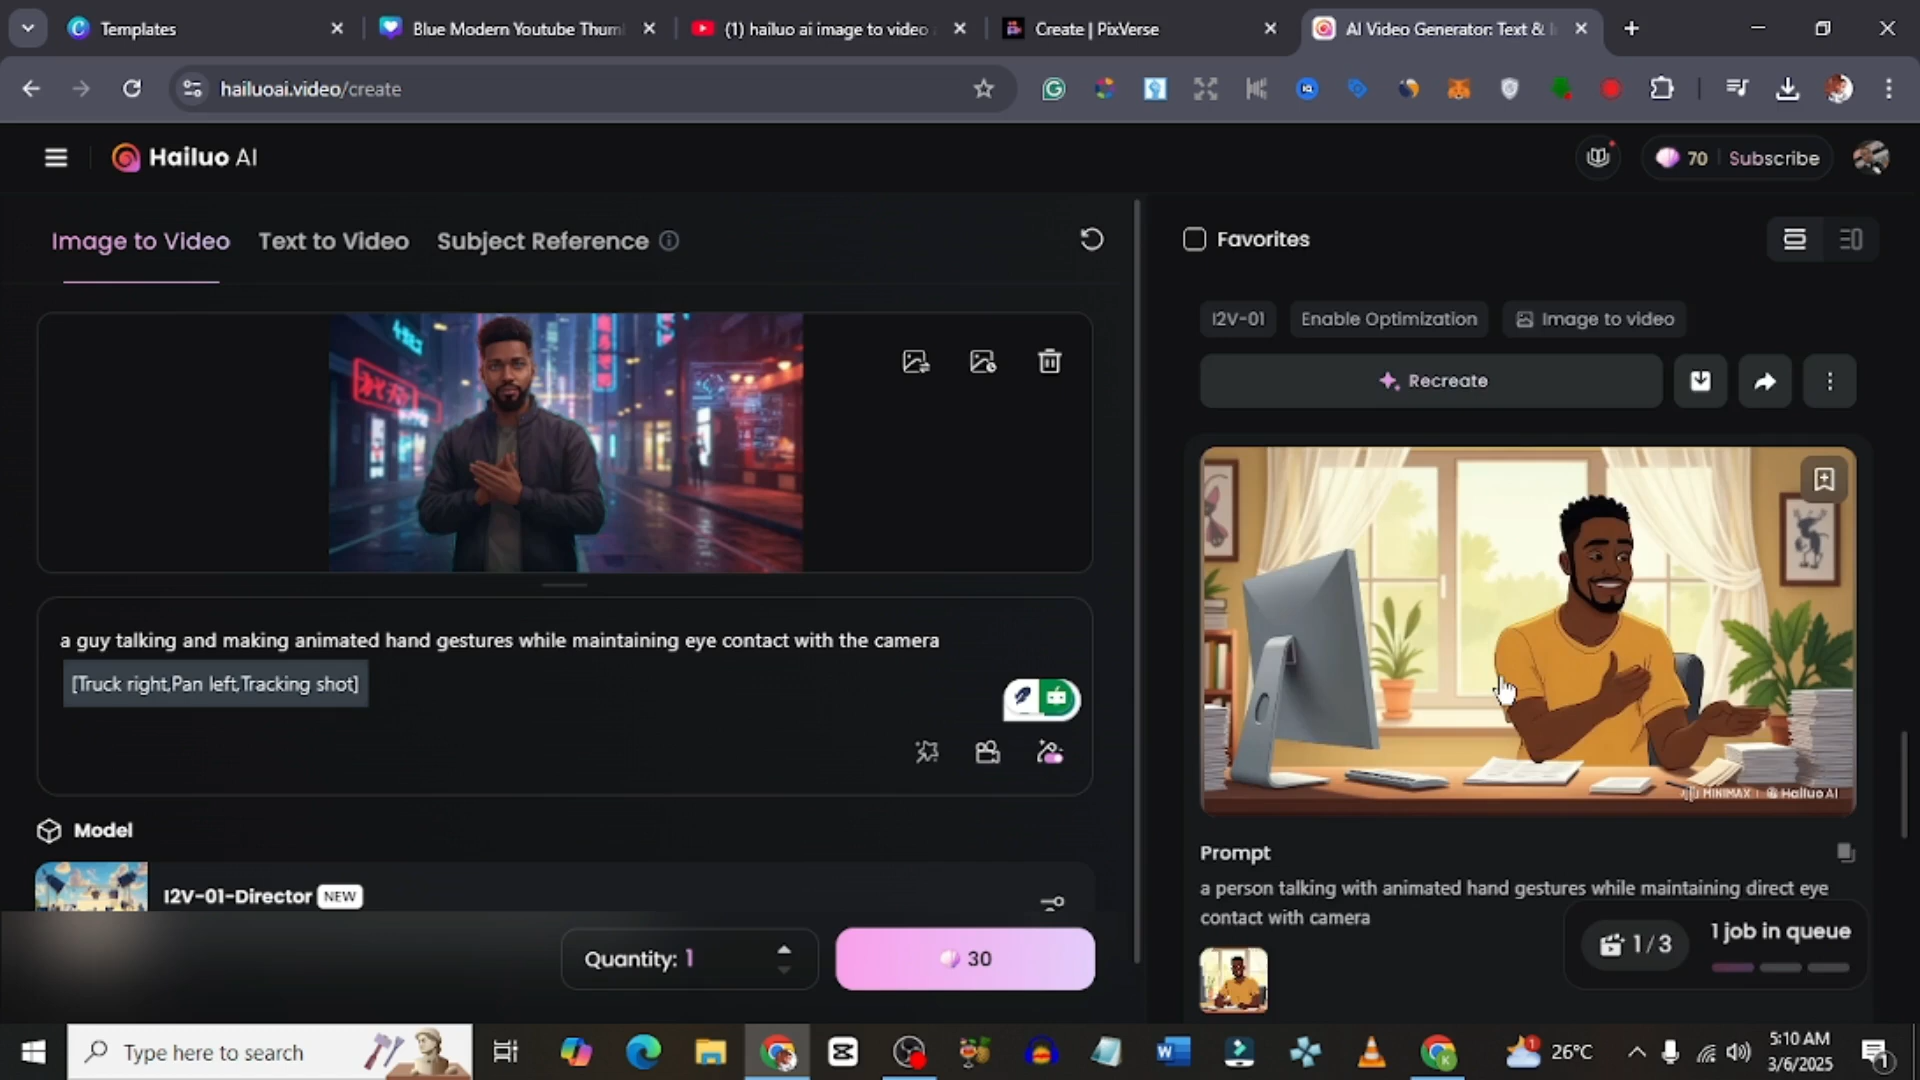 Templates
Blue Modern Youtube Thum
(1) hailuo ai image to video
Create | PixVerse
AI Video Generator: Text & I
hailuoai.video/create
Hailuo AI
70
Subscribe
Image to Video
Text to Video
Subject Reference
Favorites
I2V-01
Enable Optimization
Image to video
Recreate
a guy talking and making animated hand gestures while maintaining eye contact with the camera
[Truck right,Pan left,Tracking shot]
MINIMAX | Hailuo AI
Model
I2V-01-Director NEW
Prompt
a person talking with animated hand gestures while maintaining direct eye
contact with camera
Quantity: 1
30
1/3
1 job in queue
Type here to search
26°C
5:10 AM
3/6/2025
1